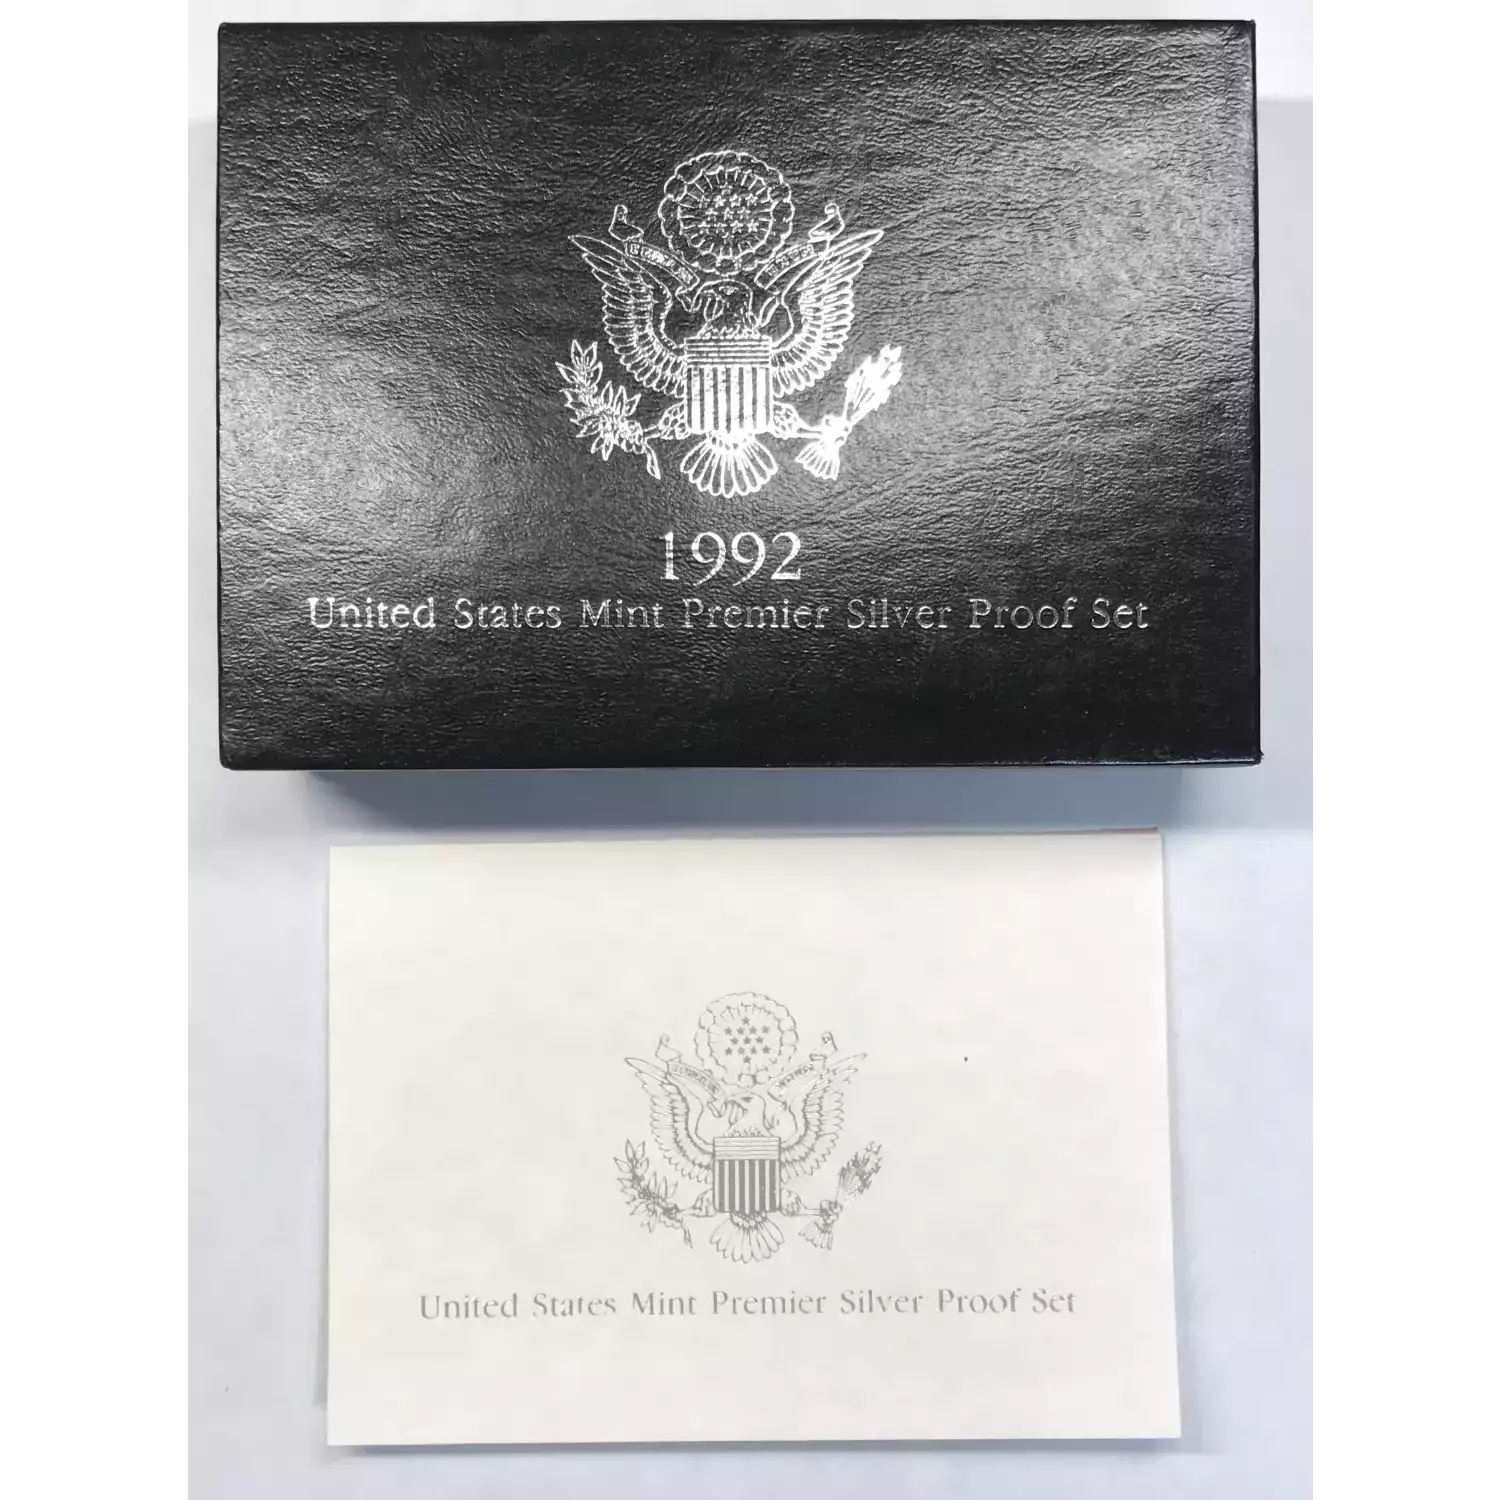 1992
United States Mint Premier Silver Proof Set
United States Mint Premier Silver Proof Set